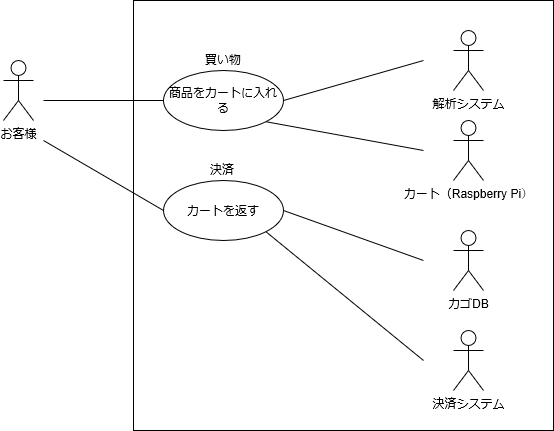 買い物
商品をカートに入れ
る
解析システム
お客様
カート（Raspberry Pi）
決済
カートを返す
カゴDB
決済システム